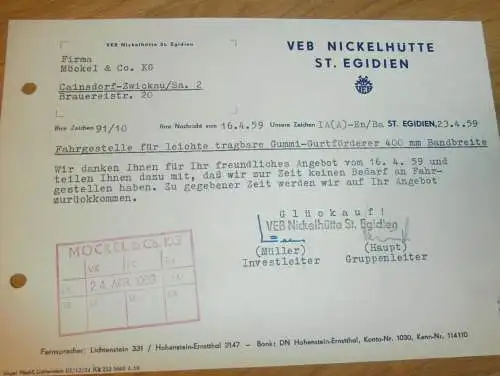 VEB Nickelhütte St. Egidien
VEB NICKELHUTTE
ST. EGIDIEN
VEB
Firma
Möckel & Co. KG
Cainsdorf-Zwickau/Sa. 2
Brauereistr. 20
Ihre Zeichen 91/10 Ihre Nachricht vom 16.4.59 Unsere Zeichen IA(A)-En/Ba ST. EGIDIEN, 23.4.59
Fahrgestelle für leichte tragbare Gummi-Gurtförderer 400 mm Bandbreite
Wir danken Ihnen für Ihr freundliches Angebot vom 16. 4. 59 und
teilen Ihnen dazu mit, daß wir zur Zeit keinen Bedarf an Fahr-
gestellen haben. Zu gegebener Zeit werden wir auf Ihr Angebot
zurückkommen.
Glückauf!
VEB Nickelhütte St. Egidien
(Müller) (Haupt)
Investleiter Gruppenleiter
MÖCKEL & Co. KG
24. APR. 
Fernsprecher: Lichtenstein 331 / Hohenstein-Ernstthal 2147 – Bank: DN Hohenstein-Ernstthal, Konto-Nr. 1030, Kenn-Nr. 114110